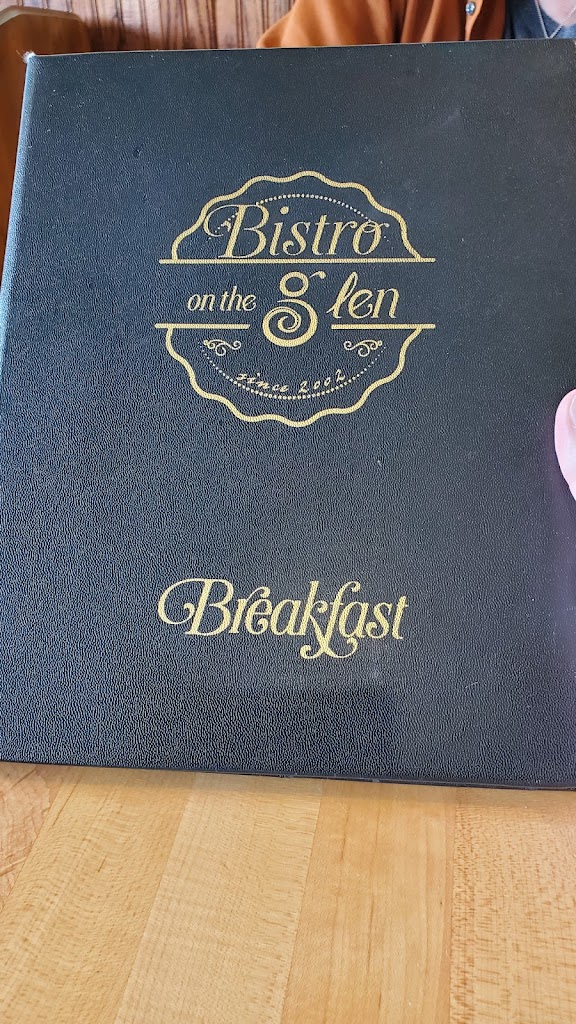 Bistro
on the glen
since 2002
Breakfast